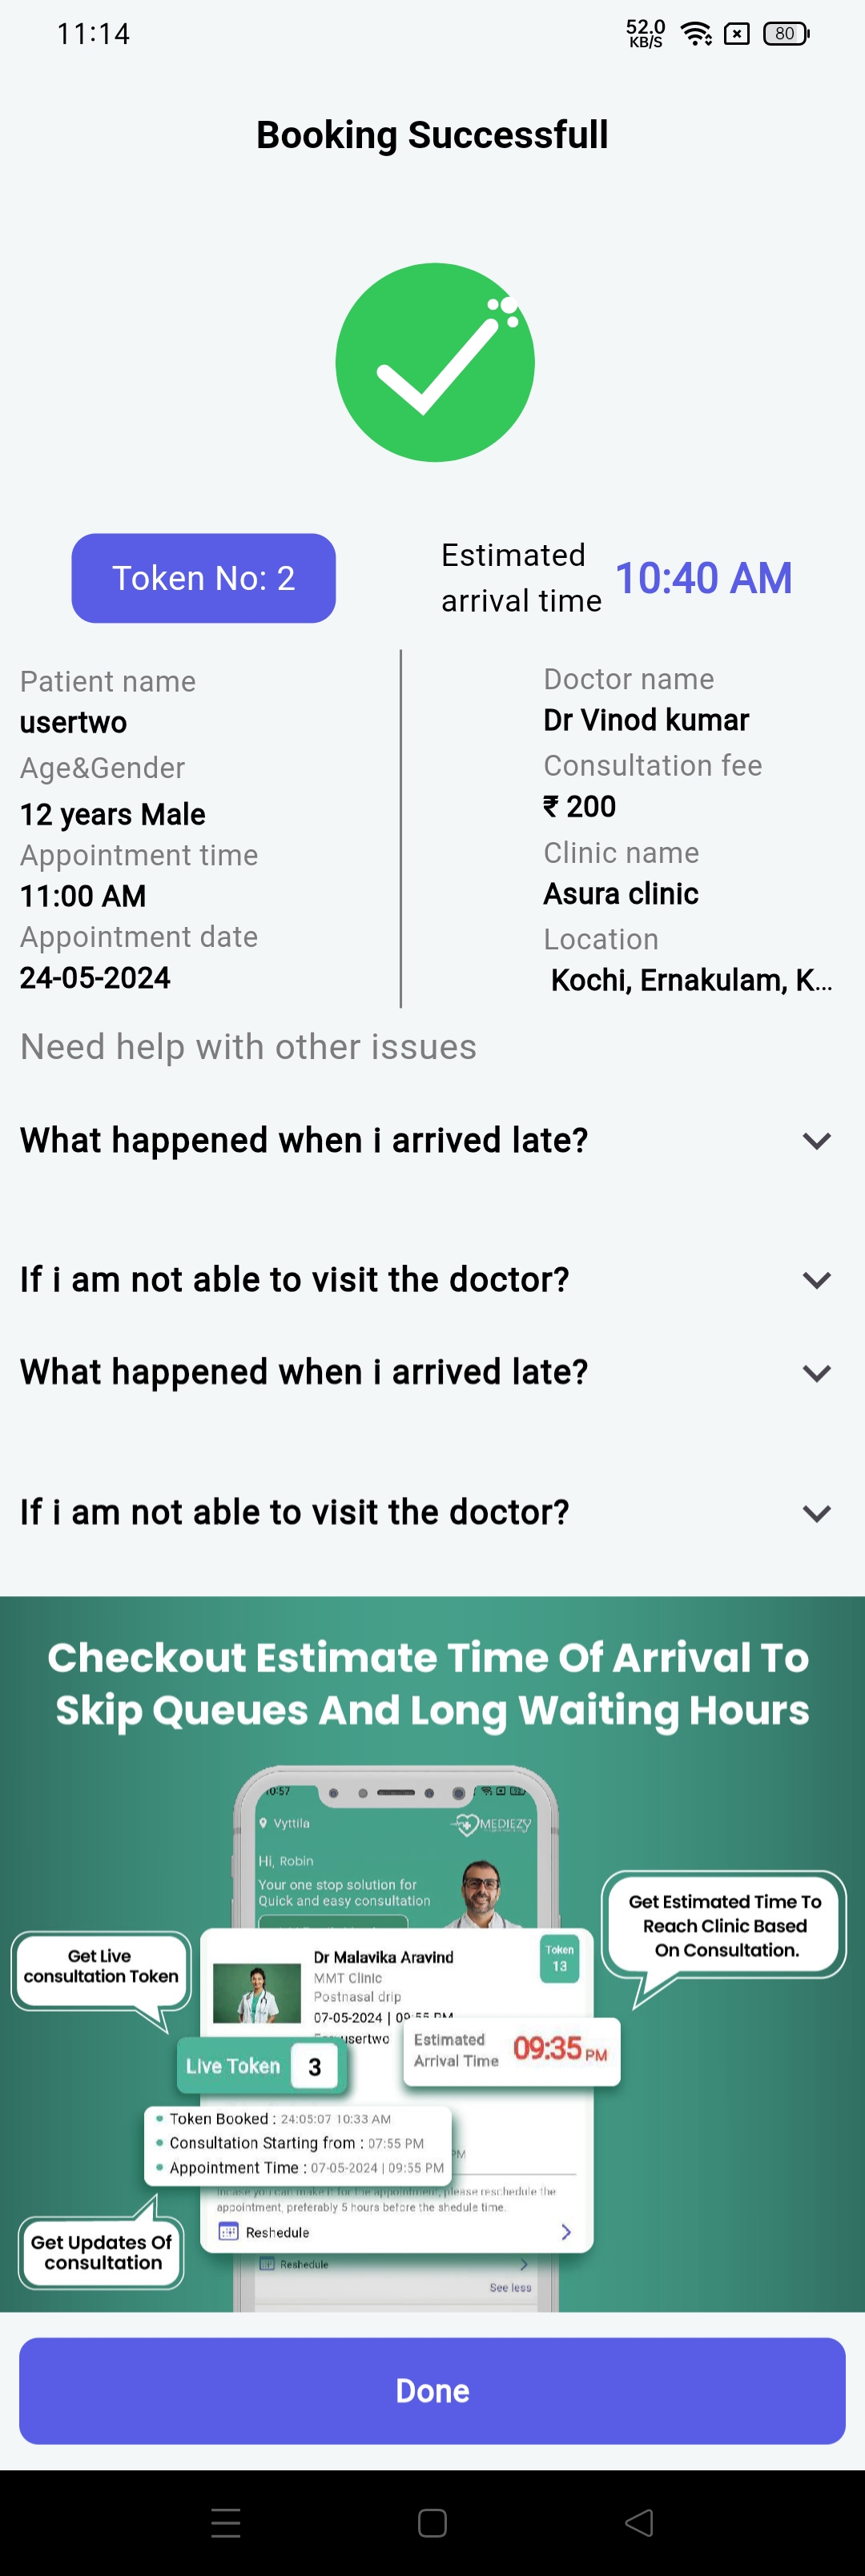 11:14
52.0
KB/S
80
Booking Successfull
Token No: 2
Estimated
arrival time
10:40 AM
Patient name
usertwo
Age&Gender
12 years Male
Appointment time
11:00 AM
Appointment date
24-05-2024
Doctor name
Dr Vinod kumar
Consultation fee
₹ 200
Clinic name
Asura clinic
Location
Kochi, Ernakulam, K...
Need help with other issues
What happened when i arrived late?
If i am not able to visit the doctor?
What happened when i arrived late?
If i am not able to visit the doctor?
Checkout Estimate Time Of Arrival To
Skip Queues And Long Waiting Hours
10:57
Vyttila
MEDIEZY
Hi, Robin
Your one stop solution for
Quick and easy consultation
Get Estimated Time To
Reach Clinic Based
On Consultation.
Get Live
consultation Token
Dr Malavika Aravind
MMT Clinic
Postnasal drip
07-05-2024 | 09:55 PM
usertwo
Token
13
Estimated
Arrival Time
09:35 PM
Live Token 3
Token Booked : 24:05:07 10:33 AM
Consultation Starting from : 07:55 PM
Appointment Time : 07-05-2024 | 09:55 PM
PM
incase you can make it for the appointment, please reschedule the
appointment, preferably 5 hours before the shedule time.
Reshedule
Get Updates Of
consultation
Reshedule
See less
Done